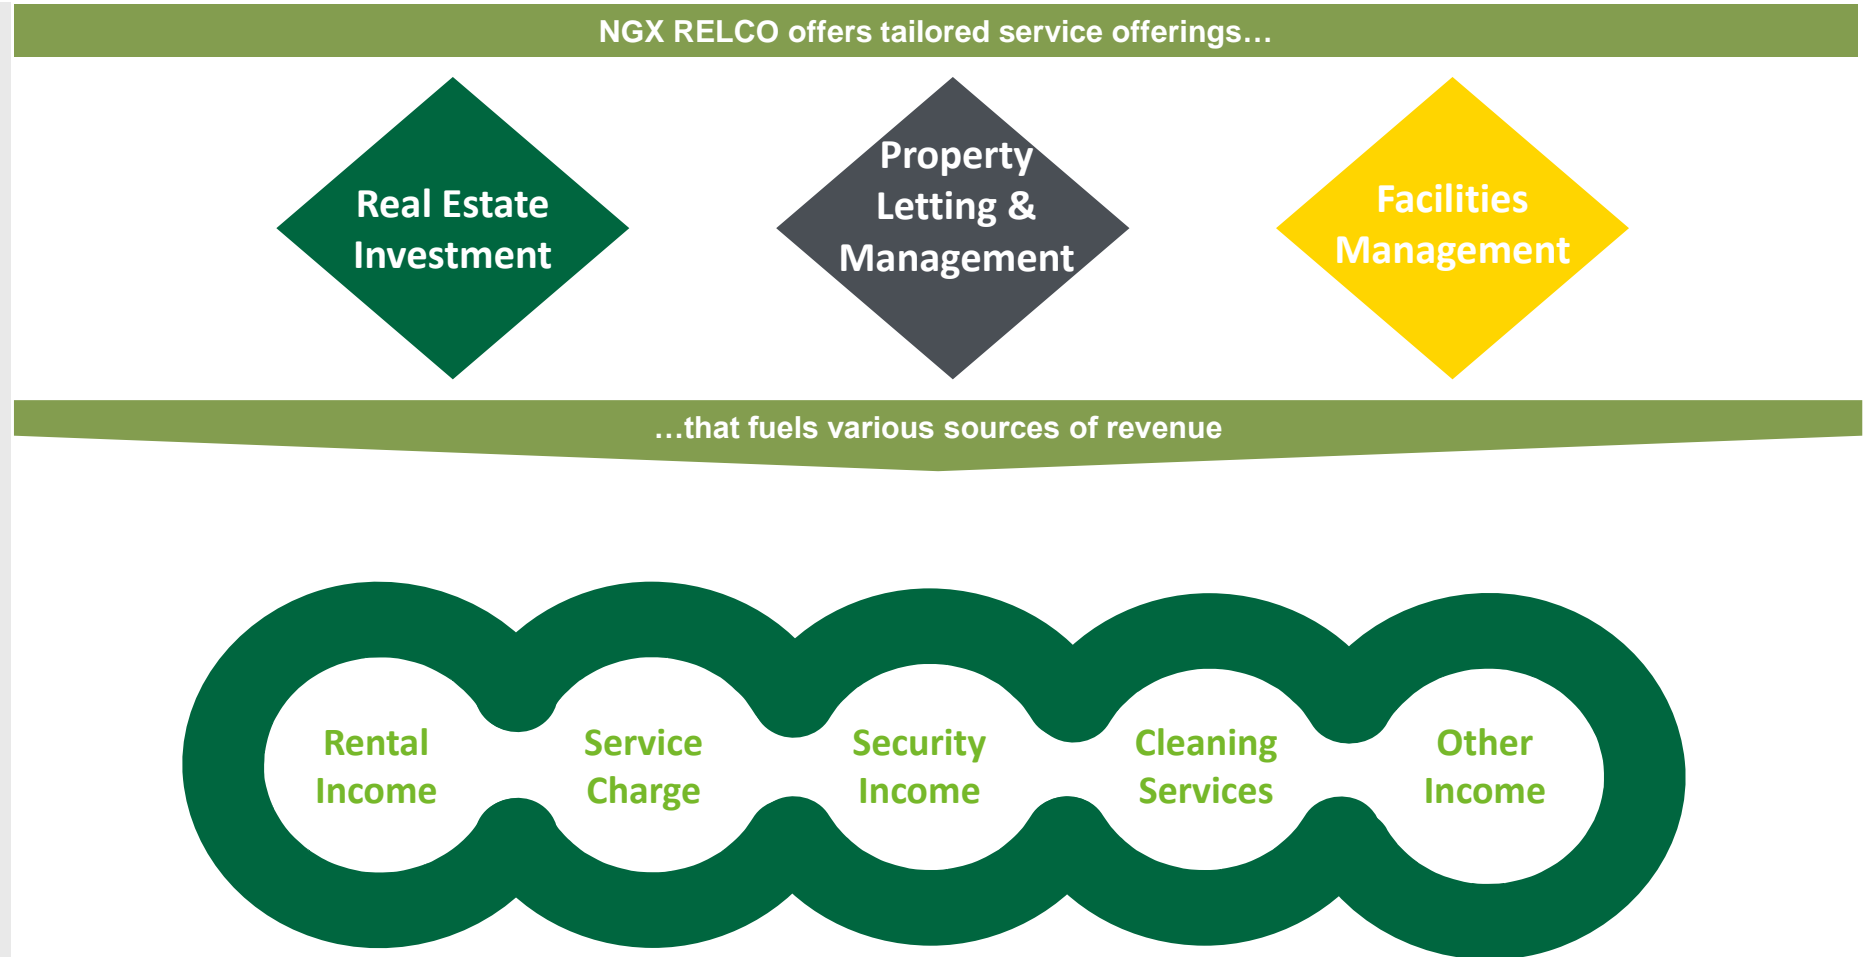 NGX RELCO offers tailored service offerings…
Real Estate
Investment
Property
Letting &
Management
Facilities
Management
…that fuels various sources of revenue
Rental
Income
Service
Charge
Security
Income
Cleaning
Services
Other
Income